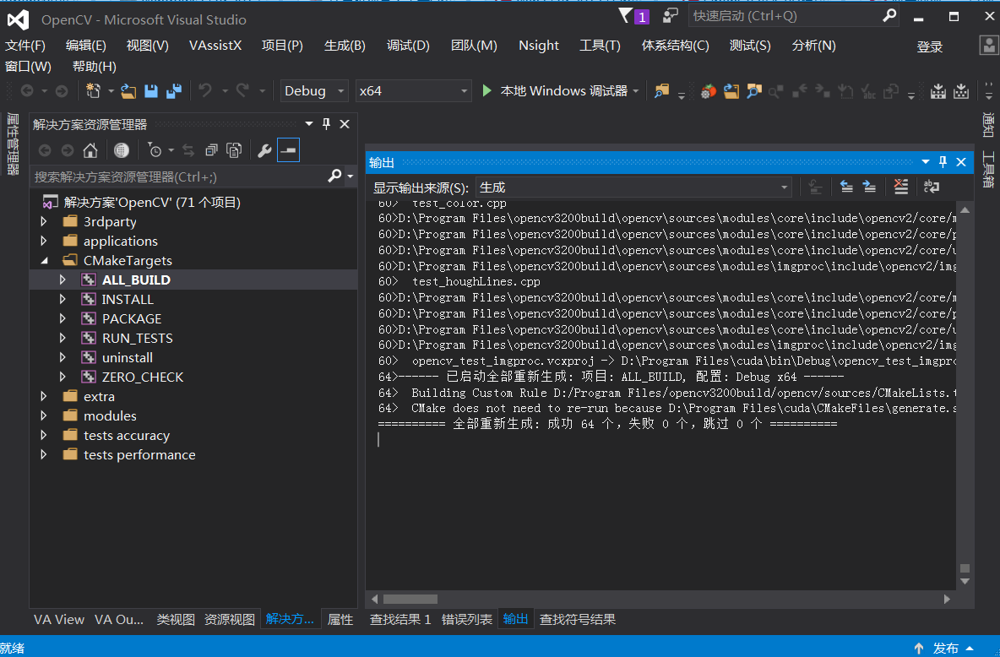 OpenCV - Microsoft Visual Studio
1
快速启动 (Ctrl+Q)
文件(F) 编辑(E) 视图(V) VAssistX 项目(P) 生成(B) 调试(D) 团队(M) Nsight 工具(T) 体系结构(C) 测试(S) 分析(N) 登录
窗口(W) 帮助(H)
Debug x64 本地 Windows 调试器
属性管理器
解决方案资源管理器
搜索解决方案资源管理器(Ctrl+;)
解决方案'OpenCV' (71 个项目)
3rdparty
applications
CMakeTargets
ALL_BUILD
INSTALL
PACKAGE
RUN_TESTS
uninstall
ZERO_CHECK
extra
modules
tests accuracy
tests performance
输出
显示输出来源(S): 生成
60> test_color.cpp
60>D:\Program Files\opencv3200build\opencv\sources\modules\core\include\opencv2/core/m
60>D:\Program Files\opencv3200build\opencv\sources\modules\core\include\opencv2/core/p
60>D:\Program Files\opencv3200build\opencv\sources\modules\core\include\opencv2/core/u
60>D:\Program Files\opencv3200build\opencv\sources\modules\imgproc\include\opencv2/img
60> test_houghLines.cpp
60>D:\Program Files\opencv3200build\opencv\sources\modules\core\include\opencv2/core/m
60>D:\Program Files\opencv3200build\opencv\sources\modules\core\include\opencv2/core/p
60>D:\Program Files\opencv3200build\opencv\sources\modules\core\include\opencv2/core/u
60>D:\Program Files\opencv3200build\opencv\sources\modules\imgproc\include\opencv2/img
60> opencv_test_imgproc.vcxproj -> D:\Program Files\cuda\bin\Debug\opencv_test_imgpro
64>------ 已启动全部重新生成: 项目: ALL_BUILD, 配置: Debug x64 ------
64> Building Custom Rule D:/Program Files/opencv3200build/opencv/sources/CMakeLists.t
64> CMake does not need to re-run because D:\Program Files\cuda\CMakeFiles\generate.s
========== 全部重新生成: 成功 64 个，失败 0 个，跳过 0 个 ==========
通知
工具箱
VA View VA Ou... 类视图 资源视图 解决方... 属性
查找结果 1 错误列表 输出 查找符号结果
就绪
发布